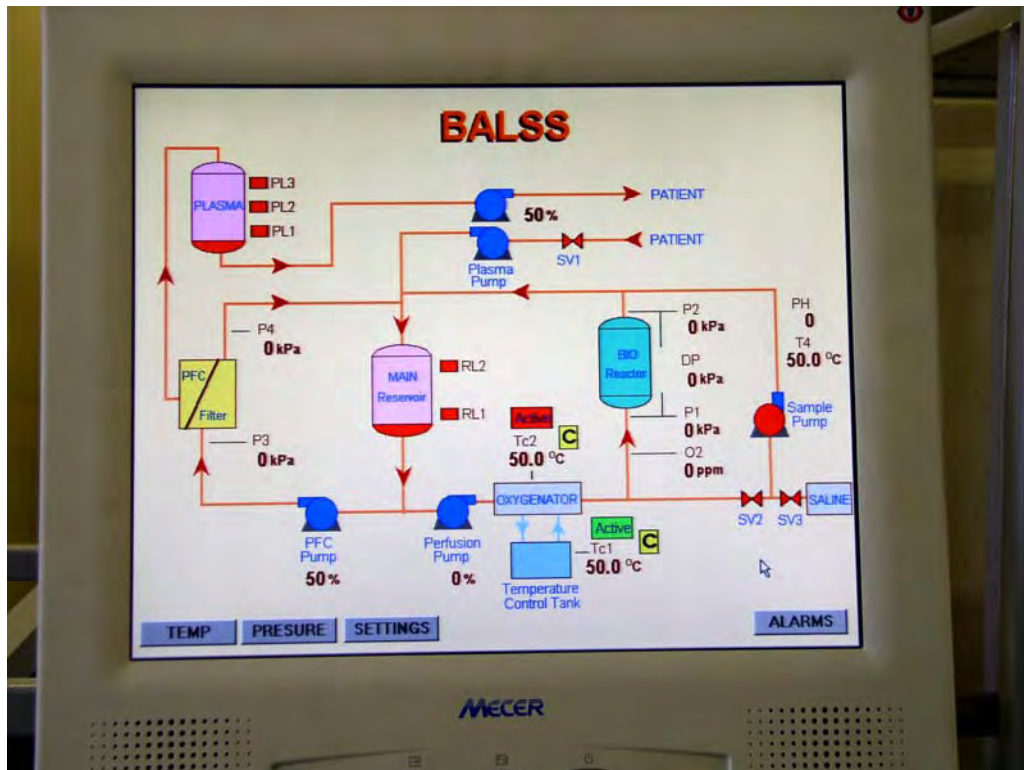 BALSS
PLASMA
PL3
PL2
PL1
50 %
PATIENT
PATIENT
SV1
Plasma
Pump
P4
0 kPa
PFC
Filter
P3
0 kPa
MAIN
Reservoir
RL2
RL1
BIO
Reactor
P2
0 kPa
DP
0 kPa
P1
0 kPa
O2
0 ppm
PH
0
T4
50.0 °C
Sample
Pump
Active
Tc2
C
50.0 °C
OXYGENATOR
SV2
SV3
SALINE
PFC
Pump
50 %
Perfusion
Pump
0 %
Active
C
Tc1
50.0 °C
Temperature
Control Tank
TEMP
PRESURE
SETTINGS
ALARMS
MECER